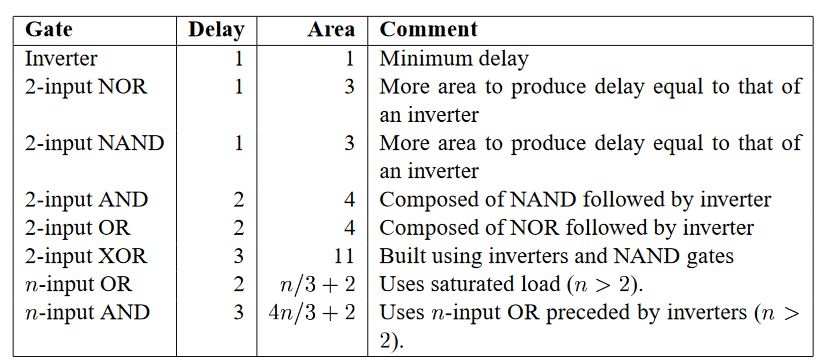 Gate Delay Area Comment
Inverter 1 1 Minimum delay
2-input NOR 1 3 More area to produce delay equal to that of
an inverter
2-input NAND 1 3 More area to produce delay equal to that of
an inverter
2-input AND 2 4 Composed of NAND followed by inverter
2-input OR 2 4 Composed of NOR followed by inverter
2-input XOR 3 11 Built using inverters and NAND gates
n-input OR 2 n/3 + 2 Uses saturated load (n > 2).
n-input AND 3 4n/3 + 2 Uses n-input OR preceded by inverters (n >
2).